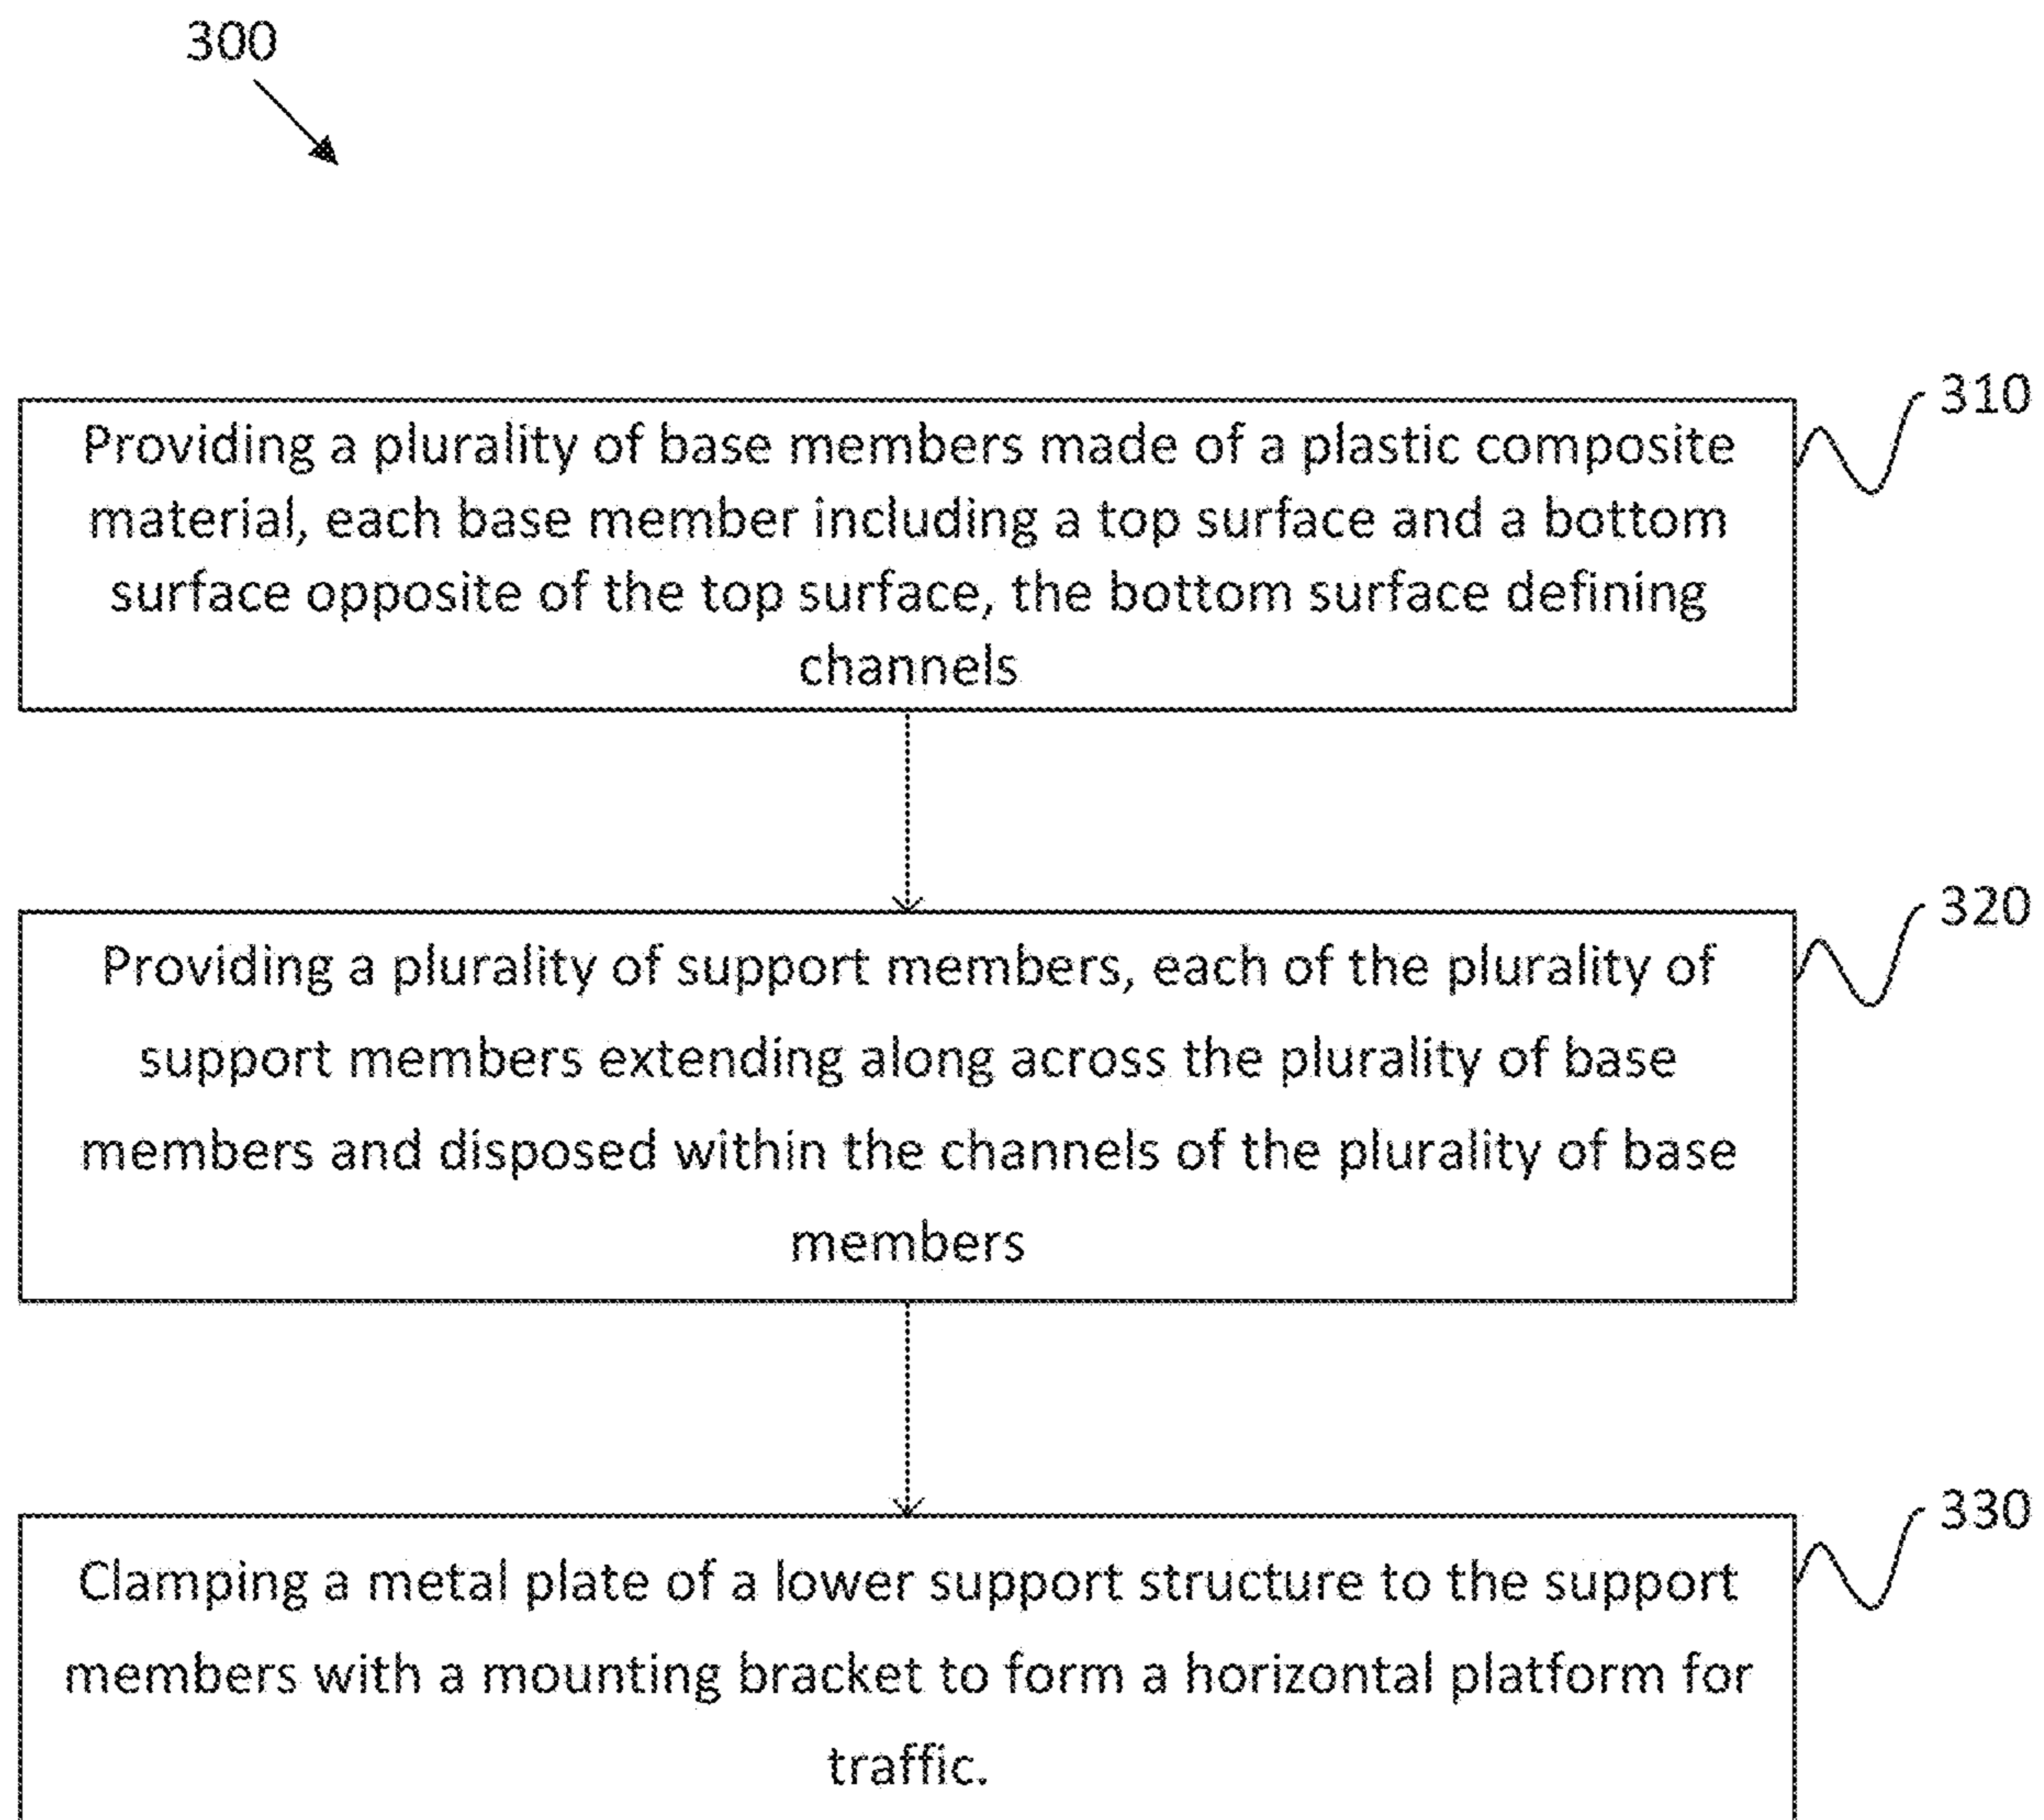 300
310
Providing a plurality of base members made of a plastic composite
material, each base member including a top surface and a bottom
surface opposite of the top surface, the bottom surface defining
channels
320
Providing a plurality of support members, each of the plurality of
support members extending along across the plurality of base
members and disposed within the channels of the plurality of base
members
330
Clamping a metal plate of a lower support structure to the support
members with a mounting bracket to form a horizontal platform for
traffic.